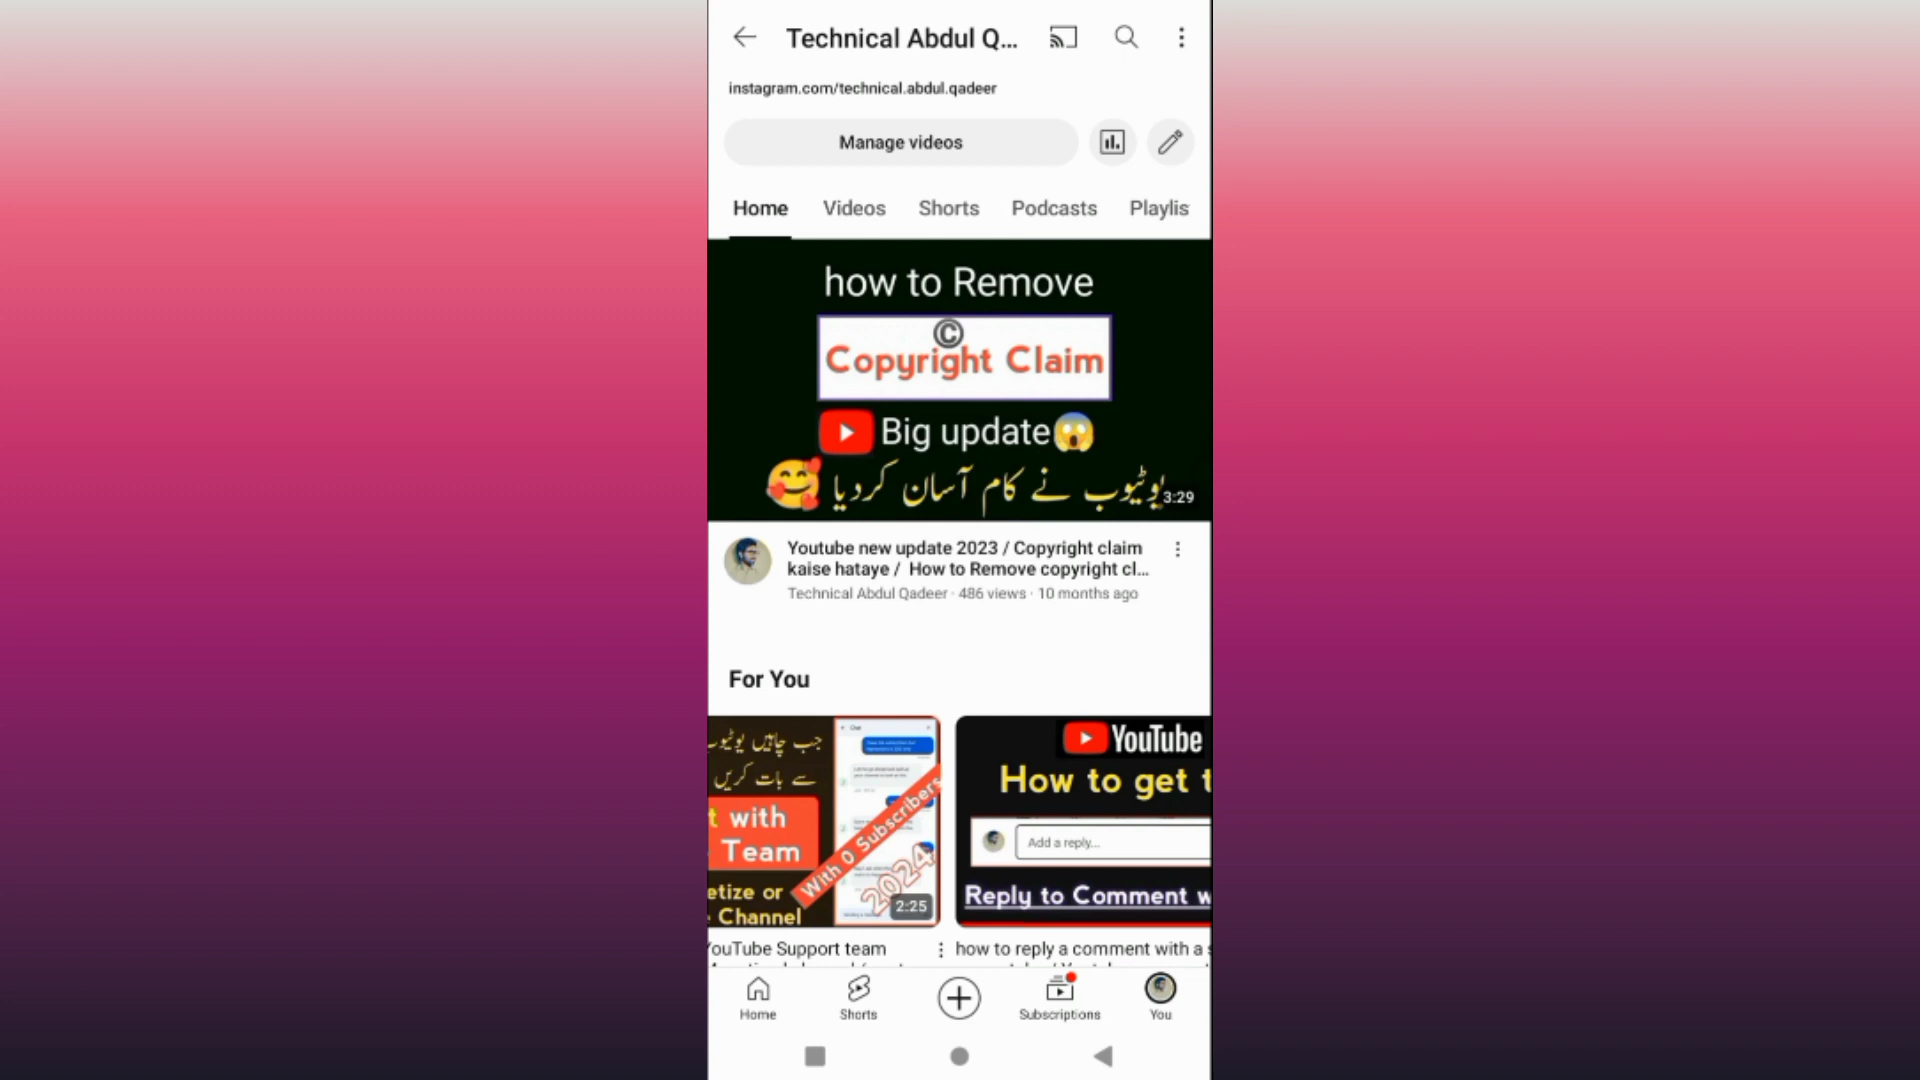 Technical Abdul Q...
instagram.com/technical.abdul.qadeer
Manage videos
Home Videos Shorts Podcasts Playlis
how to Remove
©
Copyright Claim
Big update😱
یوٹیوب نے کام آسان کردیا 🥰
3:29
Youtube new update 2023 / Copyright claim
kaise hataye / How to Remove copyright cl...
Technical Abdul Qadeer · 486 views · 10 months ago
For You
جب چاہیں یوٹیوب
سے بات کریں
t with
Team
etize or
Channel
With 0 Subscribers
2024
Chat
2:25
YouTube
How to get t
Add a reply...
Reply to Comment w
YouTube Support team
how to reply a comment with a s
Home
Shorts
Subscriptions
You